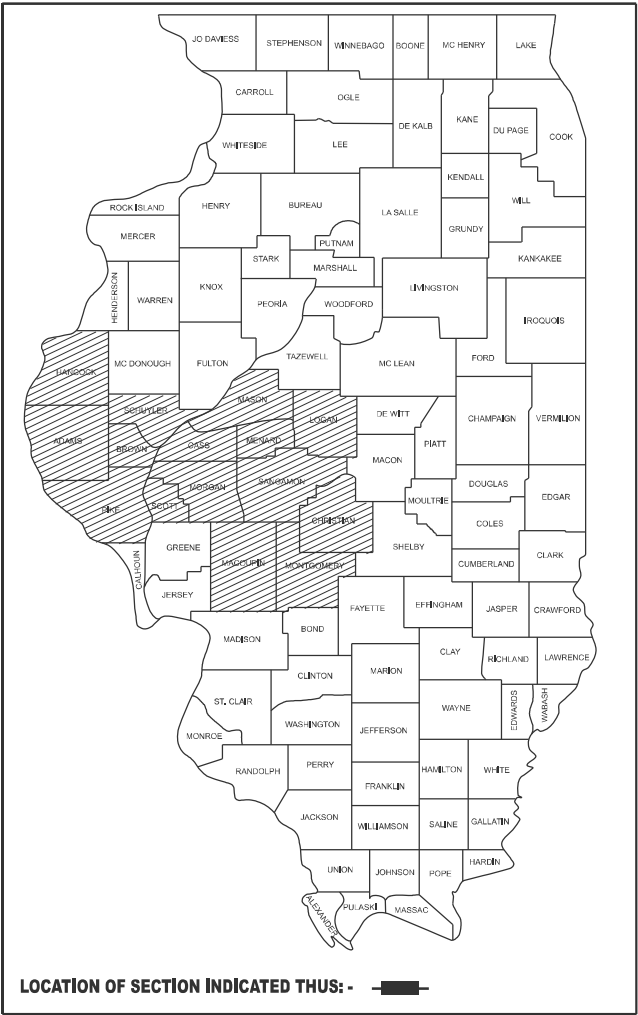 JO DAVIESS STEPHENSON WINNEBAGO BOONE MC HENRY LAKE
CARROLL OGLE
DE KALB KANE DU PAGE COOK
WHITESIDE LEE
KENDALL
ROCK ISLAND HENRY BUREAU LA SALLE WILL
GRUNDY
MERCER PUTNAM
STARK MARSHALL KANKAKEE
HENDERSON WARREN KNOX PEORIA WOODFORD LIVINGSTON IROQUOIS
HANCOCK MC DONOUGH FULTON TAZEWELL MC LEAN FORD
MASON
SCHUYLER LOGAN DE WITT CHAMPAIGN VERMILION
ADAMS BROWN CASS MENARD PIATT
MACON
MORGAN SANGAMON DOUGLAS
PIKE SCOTT MOULTRIE EDGAR
CHRISTIAN COLES
GREENE SHELBY
CALHOUN MACOUPIN MONTGOMERY CUMBERLAND CLARK
JERSEY
FAYETTE EFFINGHAM JASPER CRAWFORD
MADISON BOND
CLAY RICHLAND LAWRENCE
CLINTON MARION
ST. CLAIR WAYNE EDWARDS WABASH
WASHINGTON JEFFERSON
MONROE
RANDOLPH PERRY HAMILTON WHITE
FRANKLIN
JACKSON WILLIAMSON SALINE GALLATIN
UNION JOHNSON POPE HARDIN
ALEXANDER PULASKI MASSAC
LOCATION OF SECTION INDICATED THUS: -